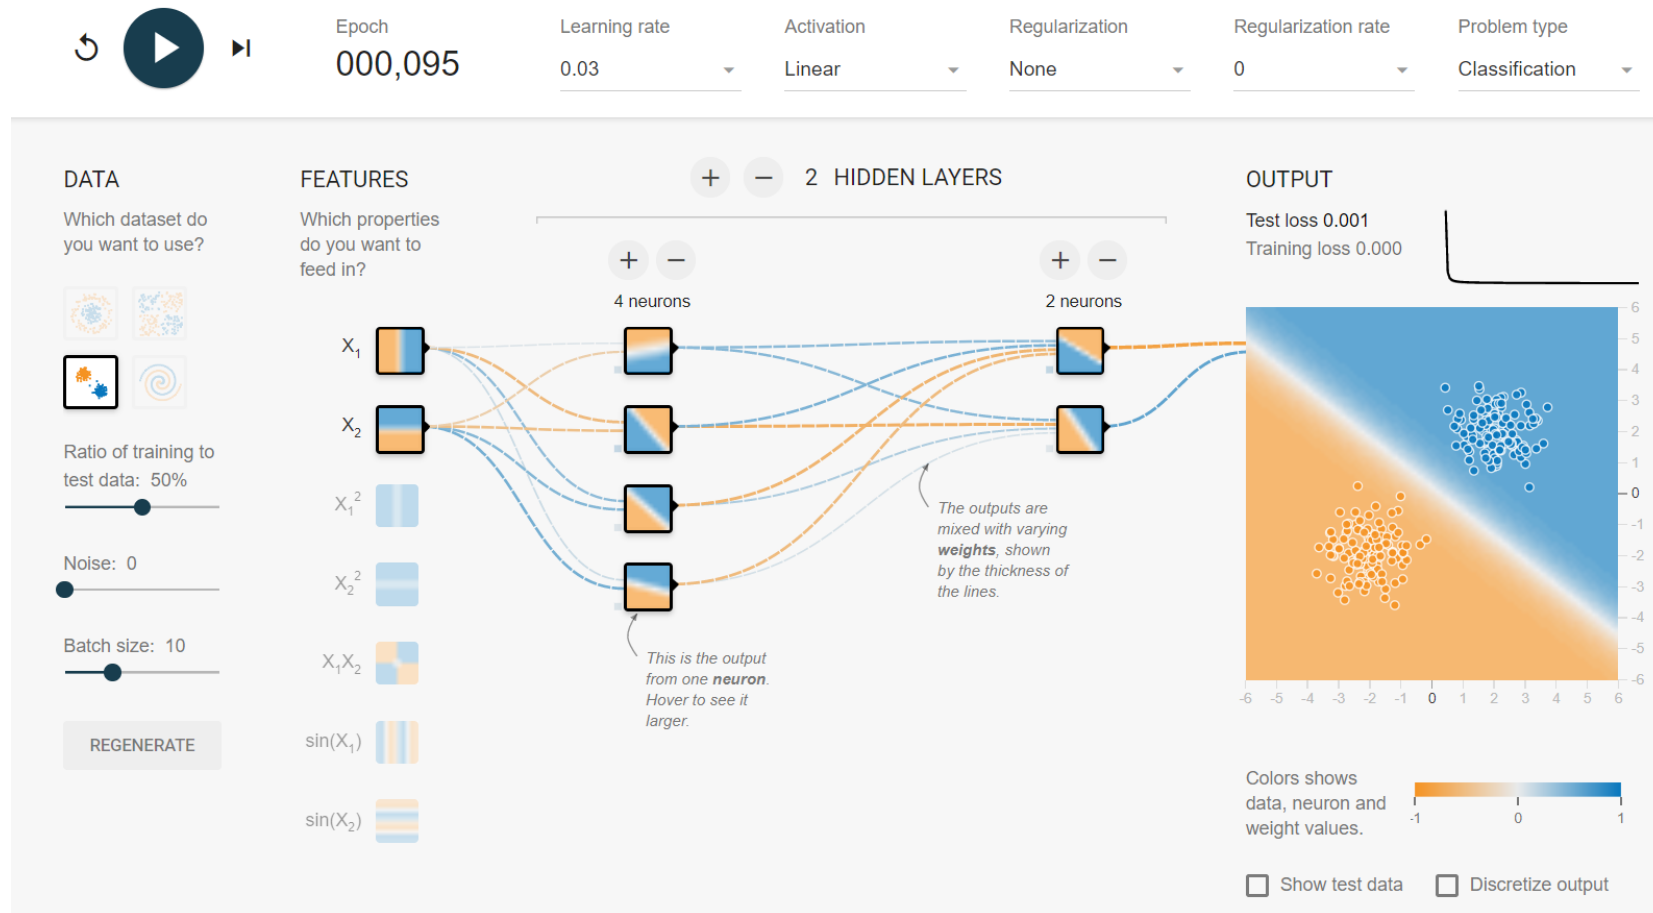 Epoch
000,095
Learning rate
0.03
Activation
Linear
Regularization
None
Regularization rate
0
Problem type
Classification
DATA
Which dataset do
you want to use?
Ratio of training to
test data: 50%
Noise: 0
Batch size: 10
REGENERATE
FEATURES
Which properties
do you want to
feed in?
X1
X2
X1²
X2²
X1X2
sin(X1)
sin(X2)
+ − 2 HIDDEN LAYERS
+ −
4 neurons
+ −
2 neurons
The outputs are
mixed with varying
weights, shown
by the thickness of
the lines.
This is the output
from one neuron.
Hover to see it
larger.
OUTPUT
Test loss 0.001
Training loss 0.000
6
5
4
3
2
1
0
-1
-2
-3
-4
-5
-6
-6 -5 -4 -3 -2 -1 0 1 2 3 4 5 6
Colors shows
data, neuron and
weight values.
-1 0 1
Show test data
Discretize output